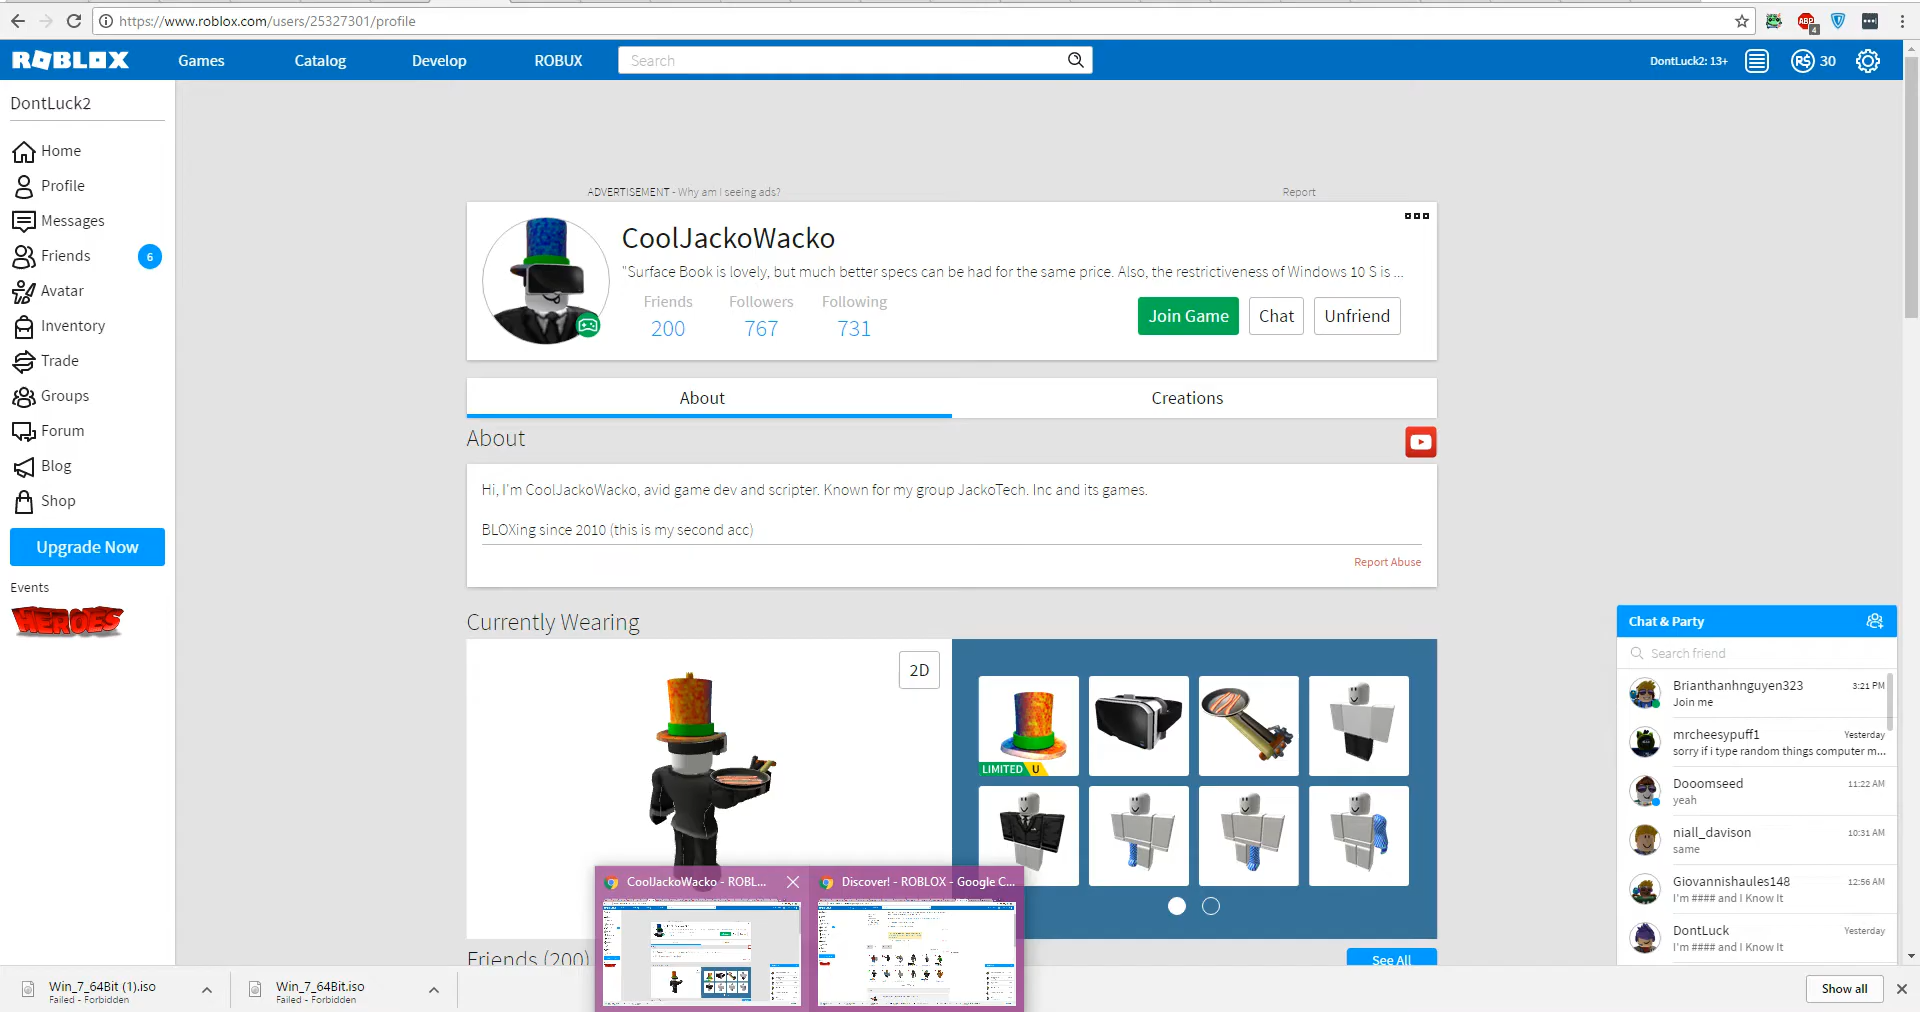 https://www.roblox.com/users/25327301/profile
4
ROBLOX
Games
Catalog
Develop
ROBUX
Search
DontLuck2: 13+
R$ 30
DontLuck2
Home
Profile
Messages
Friends
6
Avatar
Inventory
Trade
Groups
Forum
Blog
Shop
Upgrade Now
Events
HEROES
ADVERTISEMENT - Why am I seeing ads?
Report
CoolJackoWacko
"Surface Book is lovely, but much better specs can be had for the same price. Also, the restrictiveness of Windows 10 S is ...
Friends
Followers
Following
200
767
731
Join Game
Chat
Unfriend
About
Creations
About
Hi, I'm CoolJackoWacko, avid game dev and scripter. Known for my group JackoTech. Inc and its games.
BLOXing since 2010 (this is my second acc)
Report Abuse
Currently Wearing
2D
LIMITED U
Friends (200)
See All
Chat & Party
Search friend
Brianthanhnguyen323
3:21 PM
Join me
mrcheesypuff1
Yesterday
sorry if i type random things computer m...
Dooomseed
11:22 AM
yeah
niall_davison
10:31 AM
same
Giovannishaules148
12:56 AM
I'm #### and I Know It
DontLuck
Yesterday
I'm #### and I Know It
CoolJackoWacko - ROBL...
Discover! - ROBLOX - Google C...
Win_7_64Bit (1).iso
Failed - Forbidden
Win_7_64Bit.iso
Failed - Forbidden
Show all